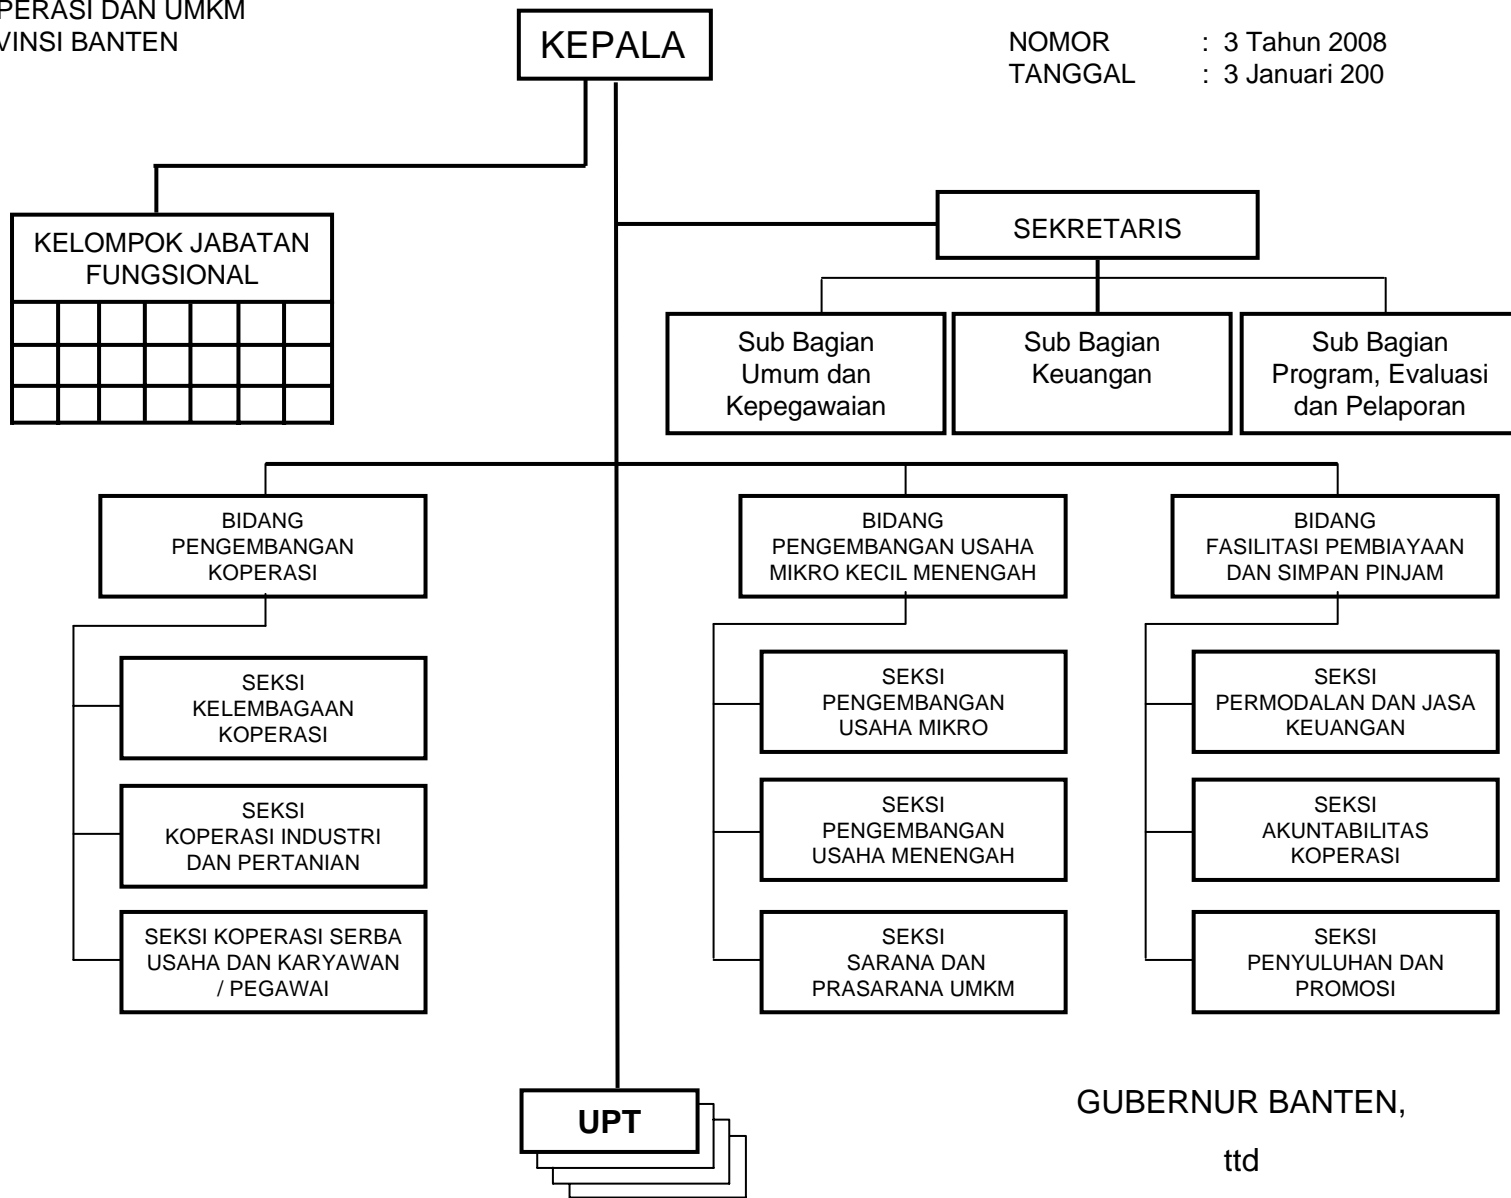 PERASI DAN UMKM
VINSI BANTEN
KEPALA
NOMOR : 3 Tahun 2008
TANGGAL : 3 Januari 200
KELOMPOK JABATAN
FUNGSIONAL
SEKRETARIS
Sub Bagian
Umum dan
Kepegawaian
Sub Bagian
Keuangan
Sub Bagian
Program, Evaluasi
dan Pelaporan
BIDANG
PENGEMBANGAN
KOPERASI
BIDANG
PENGEMBANGAN USAHA
MIKRO KECIL MENENGAH
BIDANG
FASILITASI PEMBIAYAAN
DAN SIMPAN PINJAM
SEKSI
KELEMBAGAAN
KOPERASI
SEKSI
PENGEMBANGAN
USAHA MIKRO
SEKSI
PERMODALAN DAN JASA
KEUANGAN
SEKSI
KOPERASI INDUSTRI
DAN PERTANIAN
SEKSI
PENGEMBANGAN
USAHA MENENGAH
SEKSI
AKUNTABILITAS
KOPERASI
SEKSI KOPERASI SERBA
USAHA DAN KARYAWAN
/ PEGAWAI
SEKSI
SARANA DAN
PRASARANA UMKM
SEKSI
PENYULUHAN DAN
PROMOSI
UPT
GUBERNUR BANTEN,
ttd